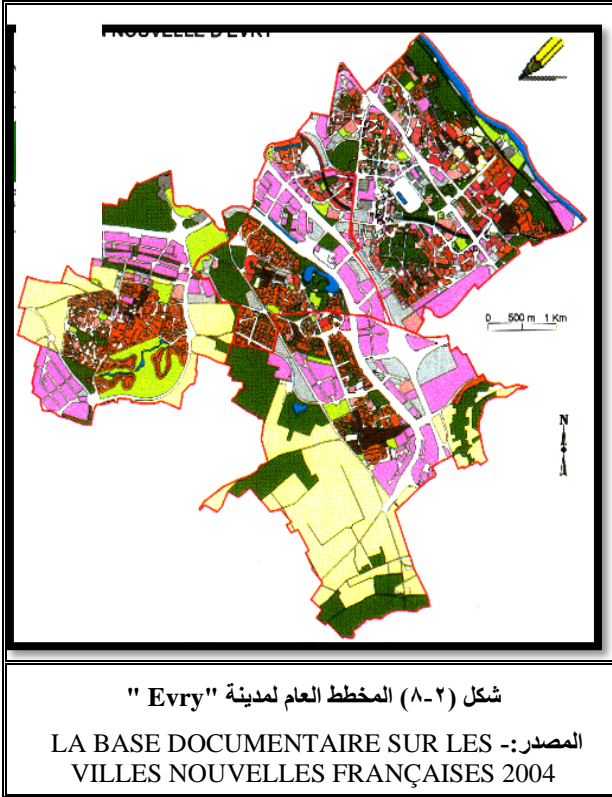 NOUVELLE D'EVRY
0 500 m 1 Km
N
شكل (٢-٨) المخطط العام لمدينة "Evry "
المصدر:- LA BASE DOCUMENTAIRE SUR LES
VILLES NOUVELLES FRANÇAISES 2004